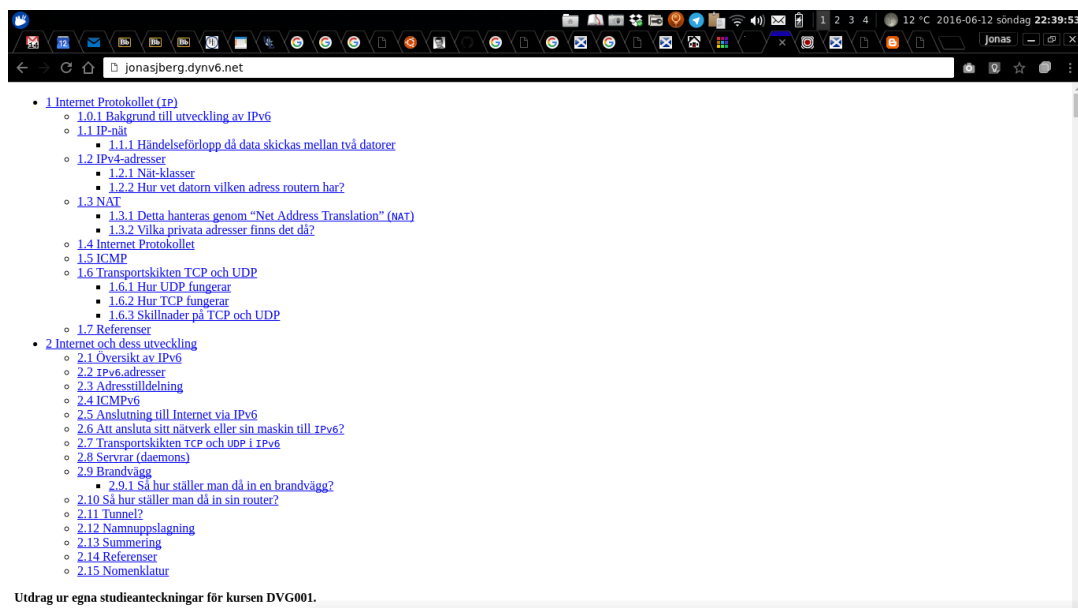 1 2 3 4 12 °C 2016-06-12 söndag 22:39:53
12 Bb Bb Bb Jonas
jonasjberg.dynv6.net
1 Internet Protokollet (IP)
1.0.1 Bakgrund till utveckling av IPv6
1.1 IP-nät
1.1.1 Händelseförlopp då data skickas mellan två datorer
1.2 IPv4-adresser
1.2.1 Nät-klasser
1.2.2 Hur vet datorn vilken adress routern har?
1.3 NAT
1.3.1 Detta hanteras genom “Net Address Translation” (NAT)
1.3.2 Vilka privata adresser finns det då?
1.4 Internet Protokollet
1.5 ICMP
1.6 Transportskikten TCP och UDP
1.6.1 Hur UDP fungerar
1.6.2 Hur TCP fungerar
1.6.3 Skillnader på TCP och UDP
1.7 Referenser
2 Internet och dess utveckling
2.1 Översikt av IPv6
2.2 IPv6.adresser
2.3 Adresstilldelning
2.4 ICMPv6
2.5 Anslutning till Internet via IPv6
2.6 Att ansluta sitt nätverk eller sin maskin till IPv6?
2.7 Transportskikten TCP och UDP i IPv6
2.8 Servrar (daemons)
2.9 Brandvägg
2.9.1 Så hur ställer man då in en brandvägg?
2.10 Så hur ställer man då in sin router?
2.11 Tunnel?
2.12 Namnuppslagning
2.13 Summering
2.14 Referenser
2.15 Nomenklatur
Utdrag ur egna studieanteckningar för kursen DVG001.